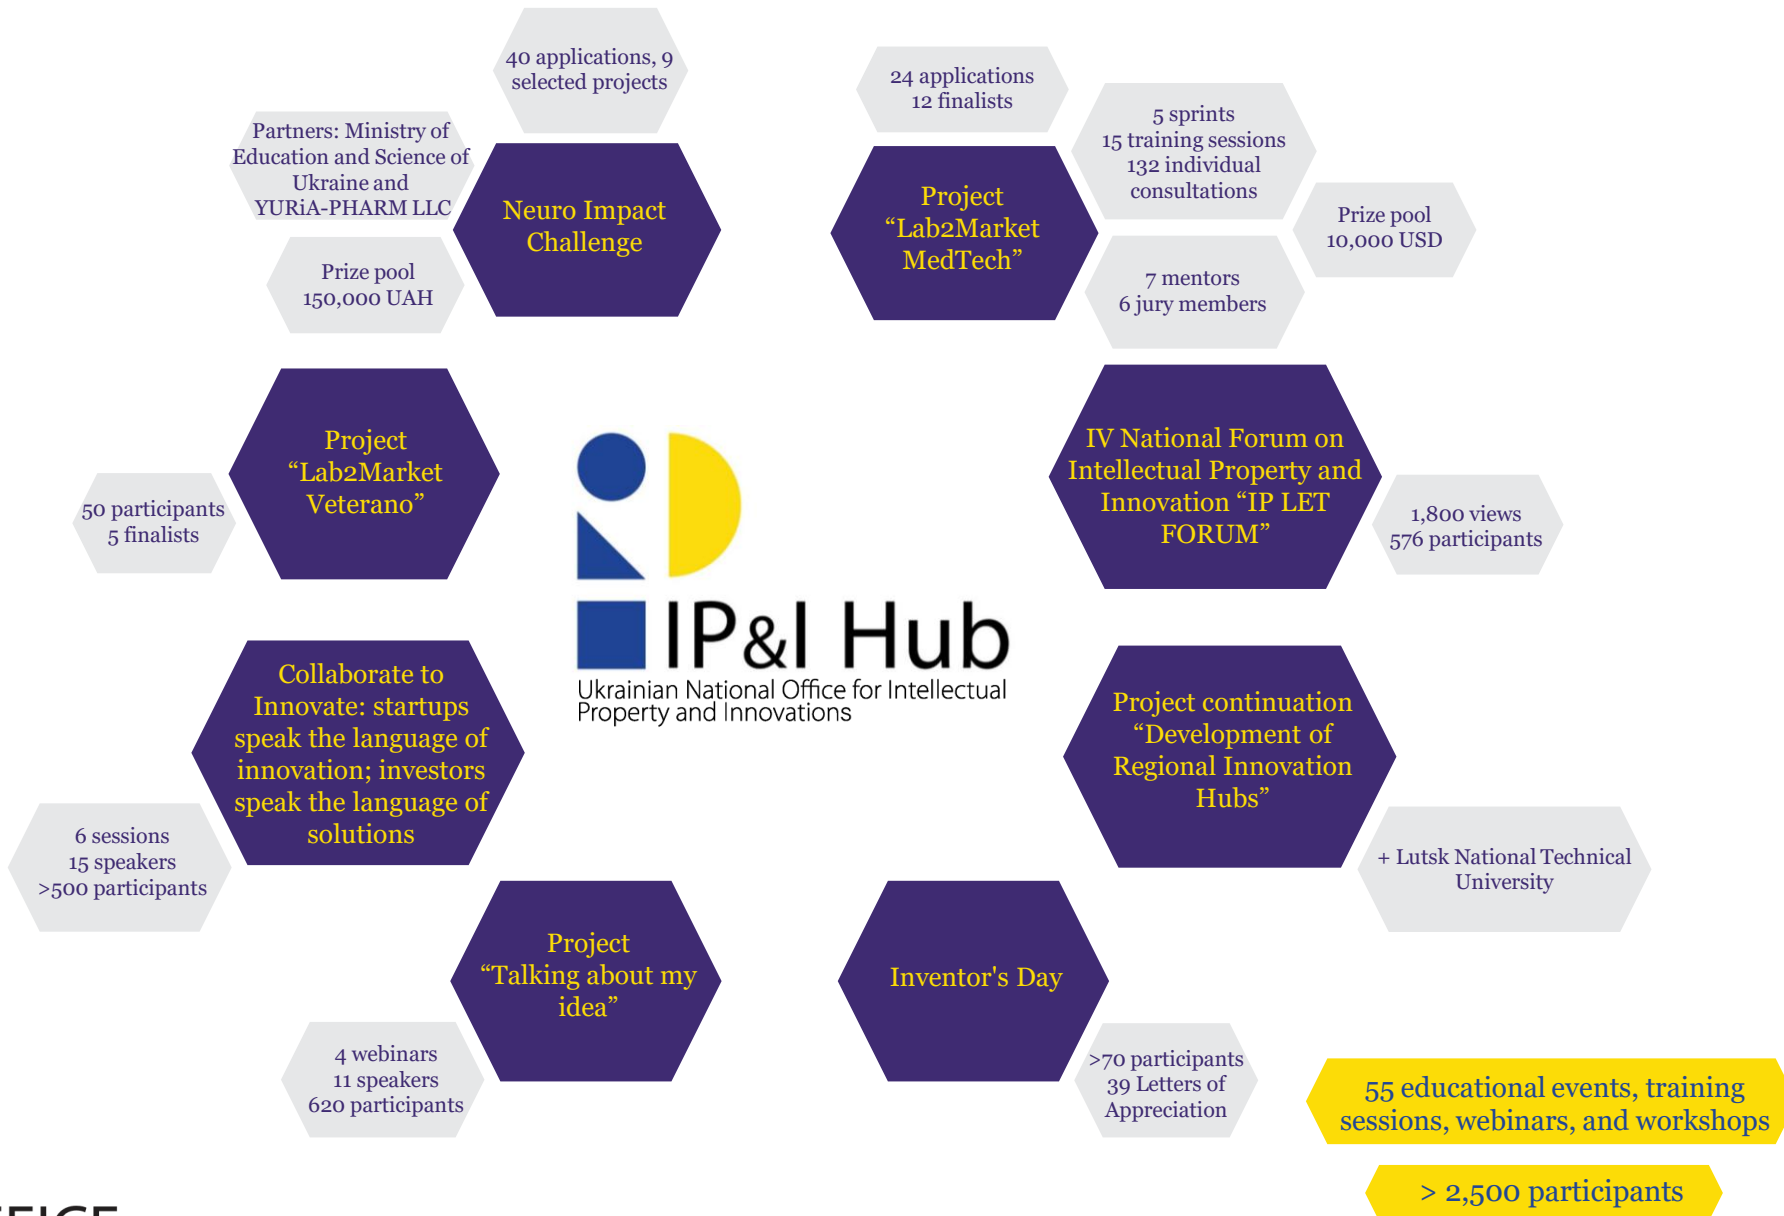 40 applications, 9
selected projects
Partners: Ministry of
Education and Science of
Ukraine and
YURiA-PHARM LLC
Neuro Impact
Challenge
Prize pool
150,000 UAH
24 applications
12 finalists
5 sprints
15 training sessions
132 individual
consultations
Project
“Lab2Market
MedTech”
Prize pool
10,000 USD
7 mentors
6 jury members
Project
“Lab2Market
Veterano”
50 participants
5 finalists
IV National Forum on
Intellectual Property and
Innovation “IP LET
FORUM”
1,800 views
576 participants
IP&I Hub
Ukrainian National Office for Intellectual
Property and Innovations
Collaborate to
Innovate: startups
speak the language of
innovation; investors
speak the language of
solutions
6 sessions
15 speakers
>500 participants
Project continuation
“Development of
Regional Innovation
Hubs”
+ Lutsk National Technical
University
Project
“Talking about my
idea”
4 webinars
11 speakers
620 participants
Inventor's Day
>70 participants
39 Letters of
Appreciation
55 educational events, training
sessions, webinars, and workshops
> 2,500 participants